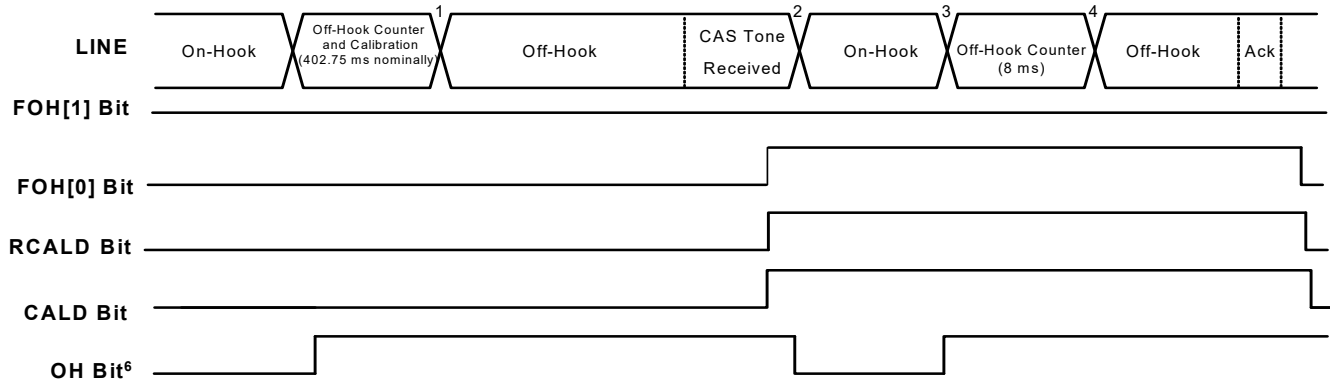 1 2 3 4
LINE
On-Hook
Off-Hook Counter
and Calibration
(402.75 ms nominally)
Off-Hook
CAS Tone
Received
On-Hook
Off-Hook Counter
(8 ms)
Off-Hook
Ack
FOH[1] Bit
FOH[0] Bit
RCALD Bit
CALD Bit
OH Bit⁶